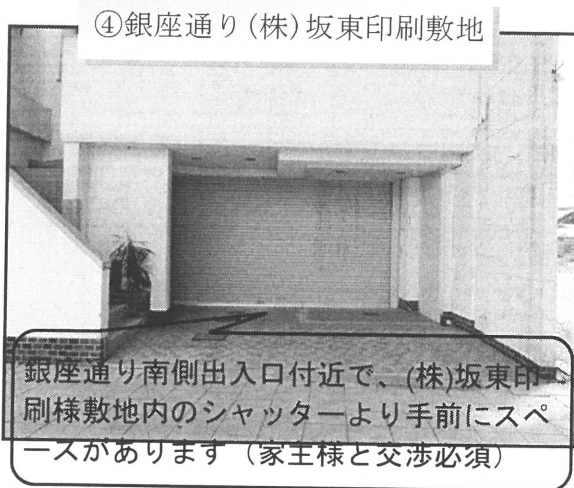 ④銀座通り(株)坂東印刷敷地
銀座通り南側出入口付近で、(株)坂東印
刷様敷地内のシャッターより手前にスペ
ースがあります（家主様と交渉必須）